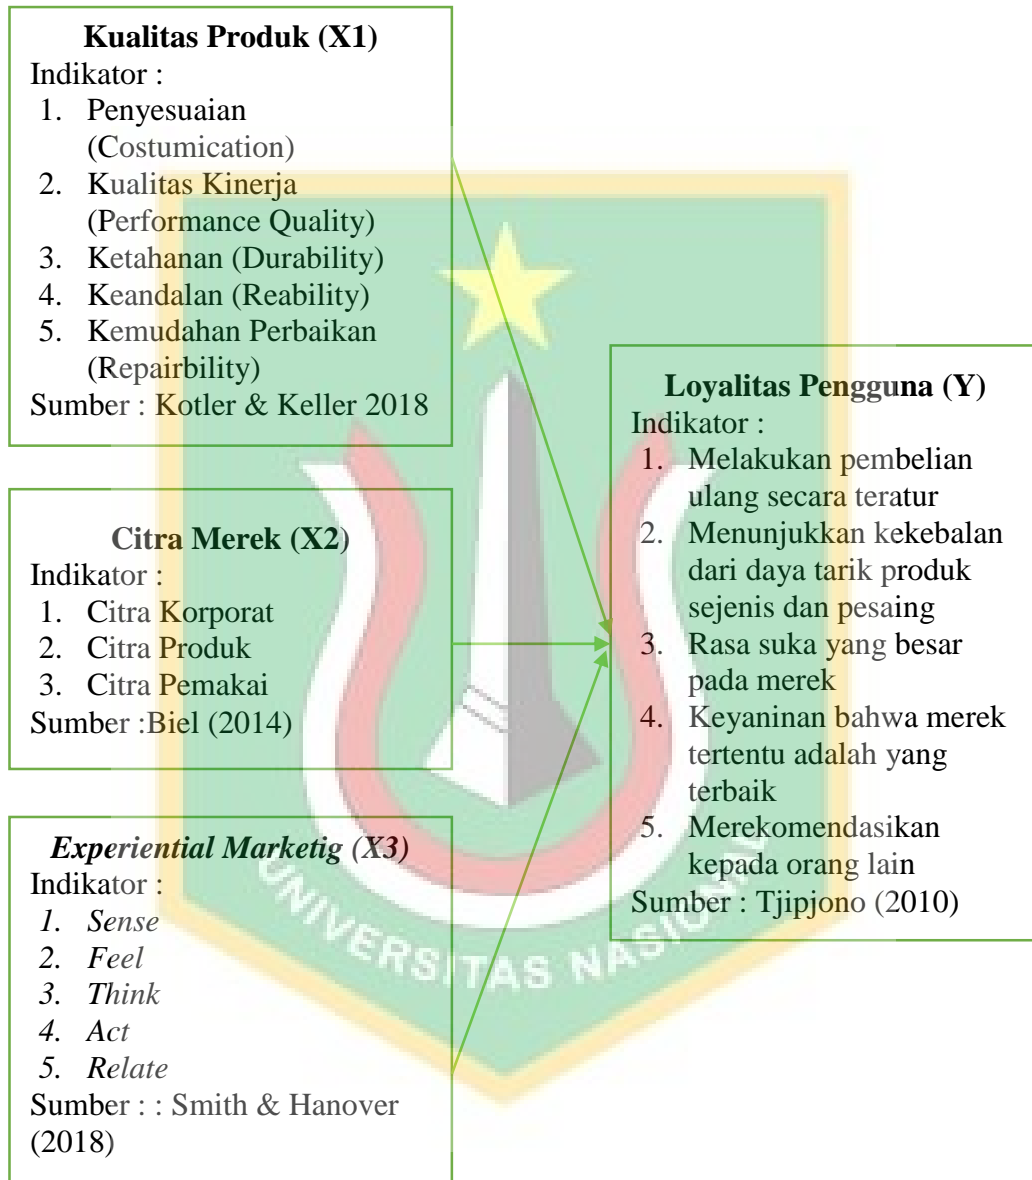 Kualitas Produk (X1)
Indikator :
1. Penyesuaian
(Costumication)
2. Kualitas Kinerja
(Performance Quality)
3. Ketahanan (Durability)
4. Keandalan (Reability)
5. Kemudahan Perbaikan
(Repairbility)
Sumber : Kotler & Keller 2018
Citra Merek (X2)
Indikator :
1. Citra Korporat
2. Citra Produk
3. Citra Pemakai
Sumber :Biel (2014)
Experiential Marketig (X3)
Indikator :
1. Sense
2. Feel
3. Think
4. Act
5. Relate
Sumber : : Smith & Hanover
(2018)
Loyalitas Pengguna (Y)
Indikator :
1. Melakukan pembelian
ulang secara teratur
2. Menunjukkan kekebalan
dari daya tarik produk
sejenis dan pesaing
3. Rasa suka yang besar
pada merek
4. Keyaninan bahwa merek
tertentu adalah yang
terbaik
5. Merekomendasikan
kepada orang lain
Sumber : Tjipjono (2010)
UNIVERSITAS NASIONAL